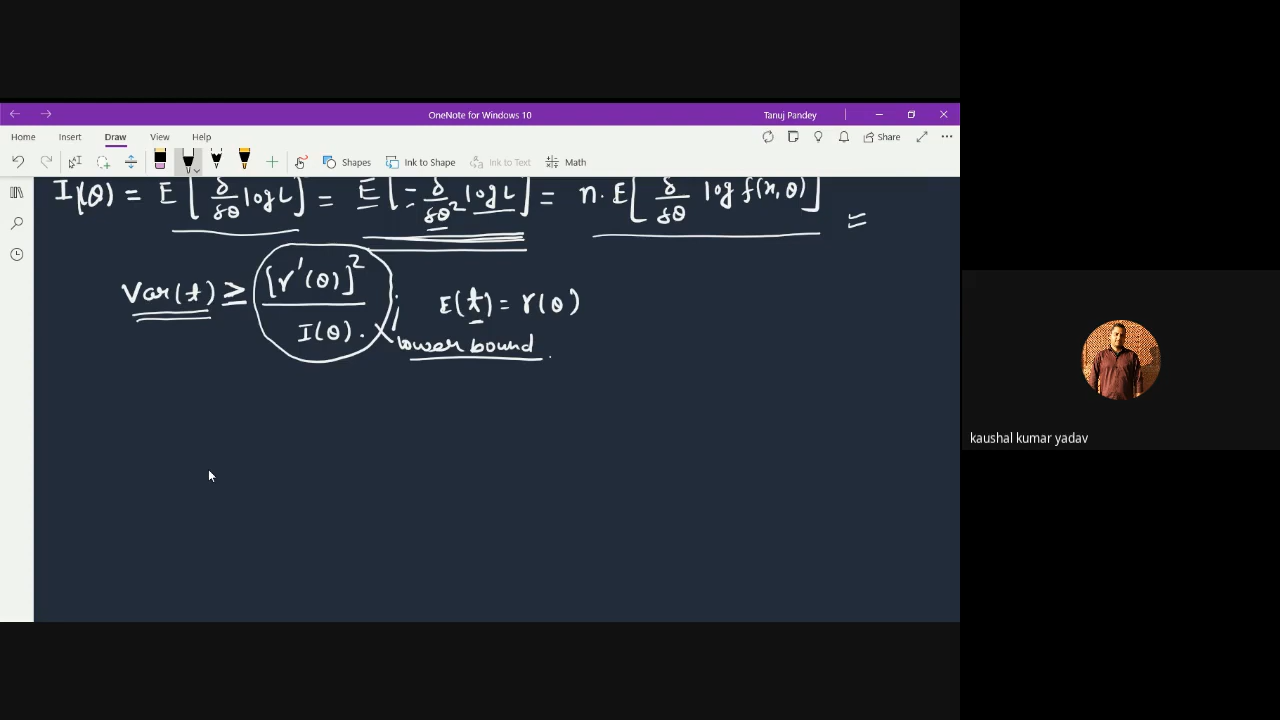 OneNote for Windows 10
Tanuj Pandey
Home Insert Draw View Help
Share
Shapes Ink to Shape Ink to Text Math
I(θ) = E [ δ/δθ log L ] = E [ - δ/δθ² log L ] = n. E [ δ/δθ log f(x, θ) ] =
Var(t) ≥ [γ'(θ)]² / I(θ). ; E(t) = γ(θ)
lower bound.
kaushal kumar yadav